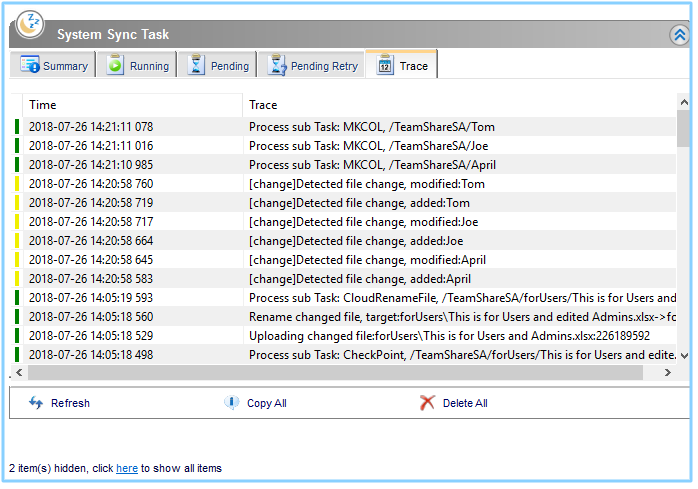 System Sync Task
Summary Running Pending Pending Retry Trace
Time Trace
2018-07-26 14:21:11 078 Process sub Task: MKCOL, /TeamShareSA/Tom
2018-07-26 14:21:11 016 Process sub Task: MKCOL, /TeamShareSA/Joe
2018-07-26 14:21:10 985 Process sub Task: MKCOL, /TeamShareSA/April
2018-07-26 14:20:58 760 [change]Detected file change, modified:Tom
2018-07-26 14:20:58 719 [change]Detected file change, added:Tom
2018-07-26 14:20:58 717 [change]Detected file change, modified:Joe
2018-07-26 14:20:58 664 [change]Detected file change, added:Joe
2018-07-26 14:20:58 645 [change]Detected file change, modified:April
2018-07-26 14:20:58 583 [change]Detected file change, added:April
2018-07-26 14:05:19 593 Process sub Task: CloudRenameFile, /TeamShareSA/forUsers/This is for Users and
2018-07-26 14:05:18 560 Rename changed file, target:forUsers\This is for Users and edited Admins.xlsx->fo
2018-07-26 14:05:18 529 Uploading changed file:forUsers\This is for Users and Admins.xlsx:226189592
2018-07-26 14:05:18 498 Process sub Task: CheckPoint, /TeamShareSA/forUsers/This is for Users and edite.
Refresh Copy All Delete All
2 item(s) hidden, click here to show all items